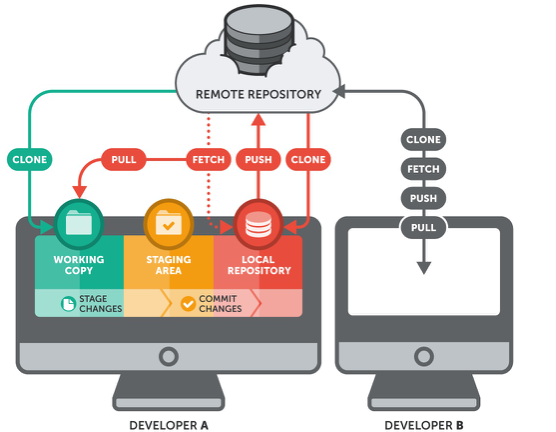 REMOTE REPOSITORY
CLONE
PULL
FETCH
PUSH
CLONE
CLONE
FETCH
PUSH
PULL
WORKING
COPY
STAGING
AREA
LOCAL
REPOSITORY
STAGE
CHANGES
COMMIT
CHANGES
DEVELOPER A
DEVELOPER B